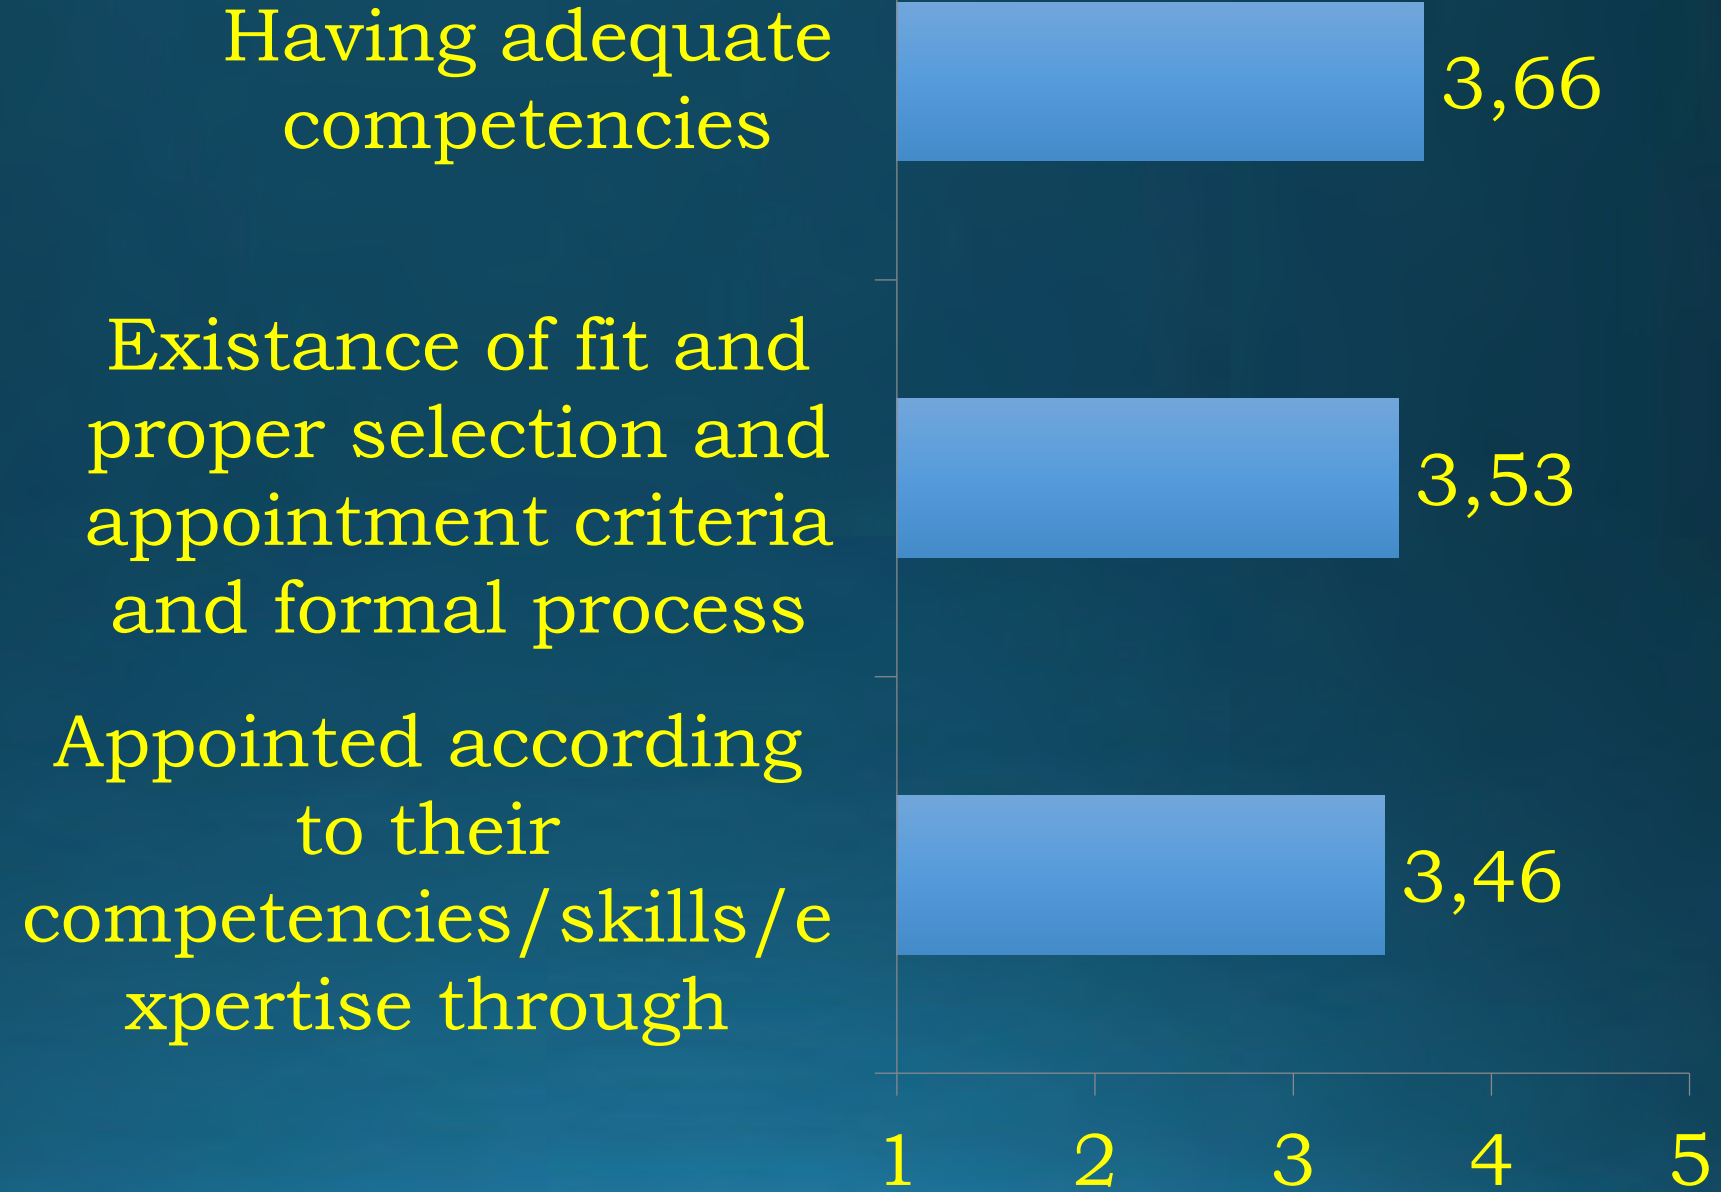 Having adequate
competencies
3,66
Existance of fit and
proper selection and
appointment criteria
and formal process
3,53
Appointed according
to their
competencies/skills/e
xpertise through
3,46
1 2 3 4 5